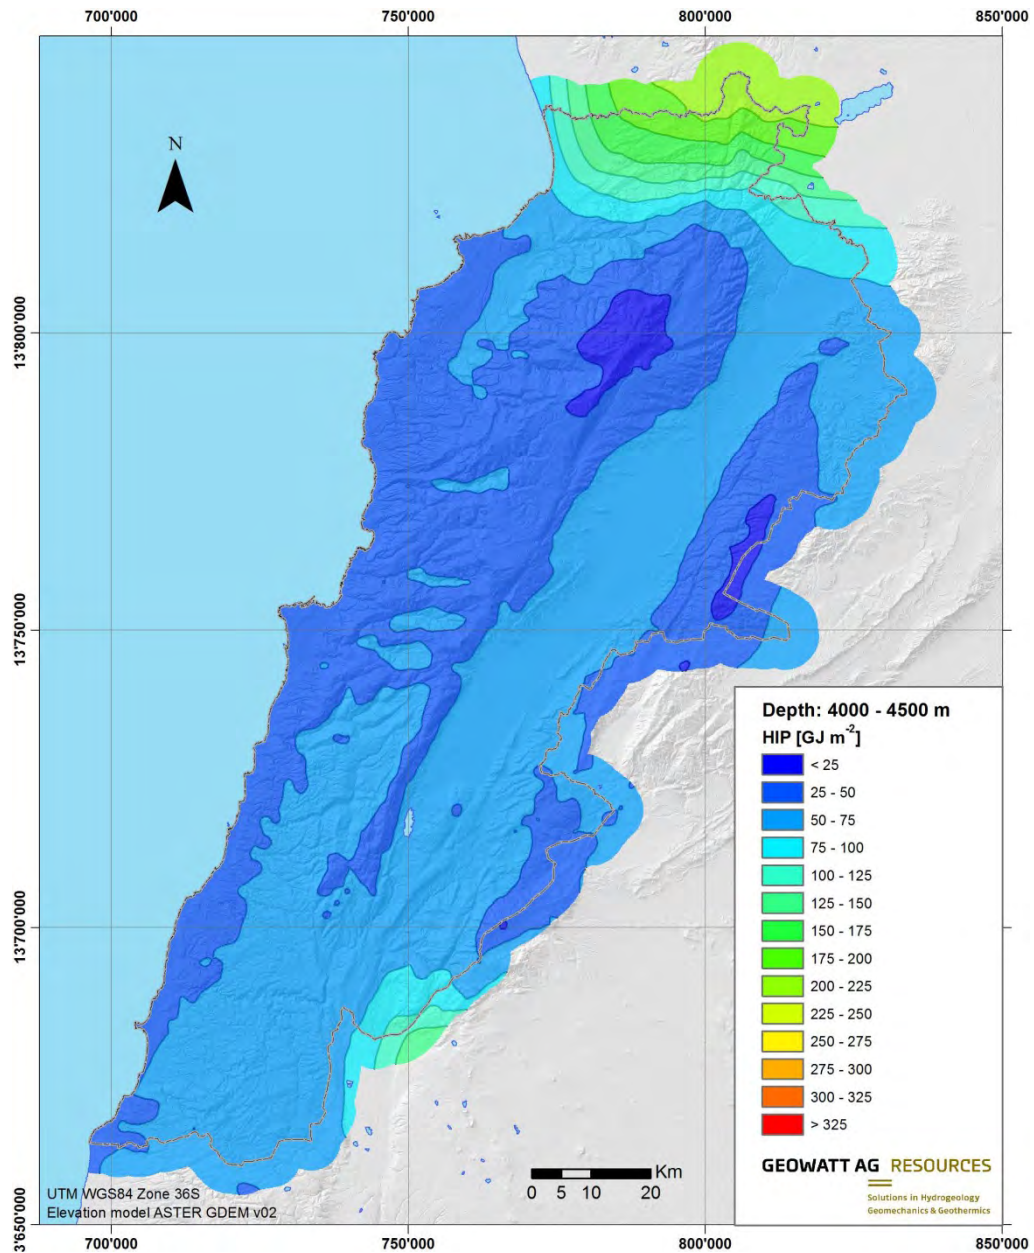 700'000 750'000 800'000 850'000
N
13'800'000
13'750'000
13'700'000
3'650'000
Depth: 4000 - 4500 m
HIP [GJ m⁻²]
< 25
25 - 50
50 - 75
75 - 100
100 - 125
125 - 150
150 - 175
175 - 200
200 - 225
225 - 250
250 - 275
275 - 300
300 - 325
> 325
GEOWATT AG RESOURCES
Solutions in Hydrogeology
Geomechanics & Geothermics
Km
0 5 10 20
UTM WGS84 Zone 36S
Elevation model ASTER GDEM v02
700'000 750'000 800'000 850'000